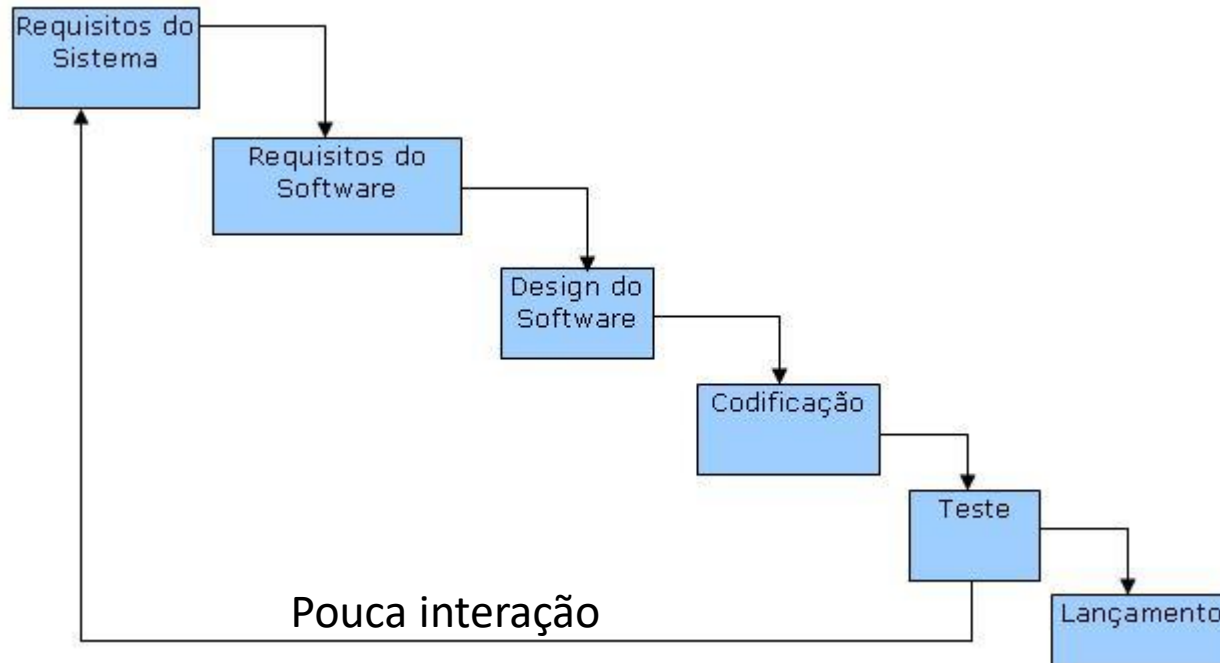 Requisitos do
Sistema
Requisitos do
Software
Design do
Software
Codificação
Teste
Pouca interação
Lançamento